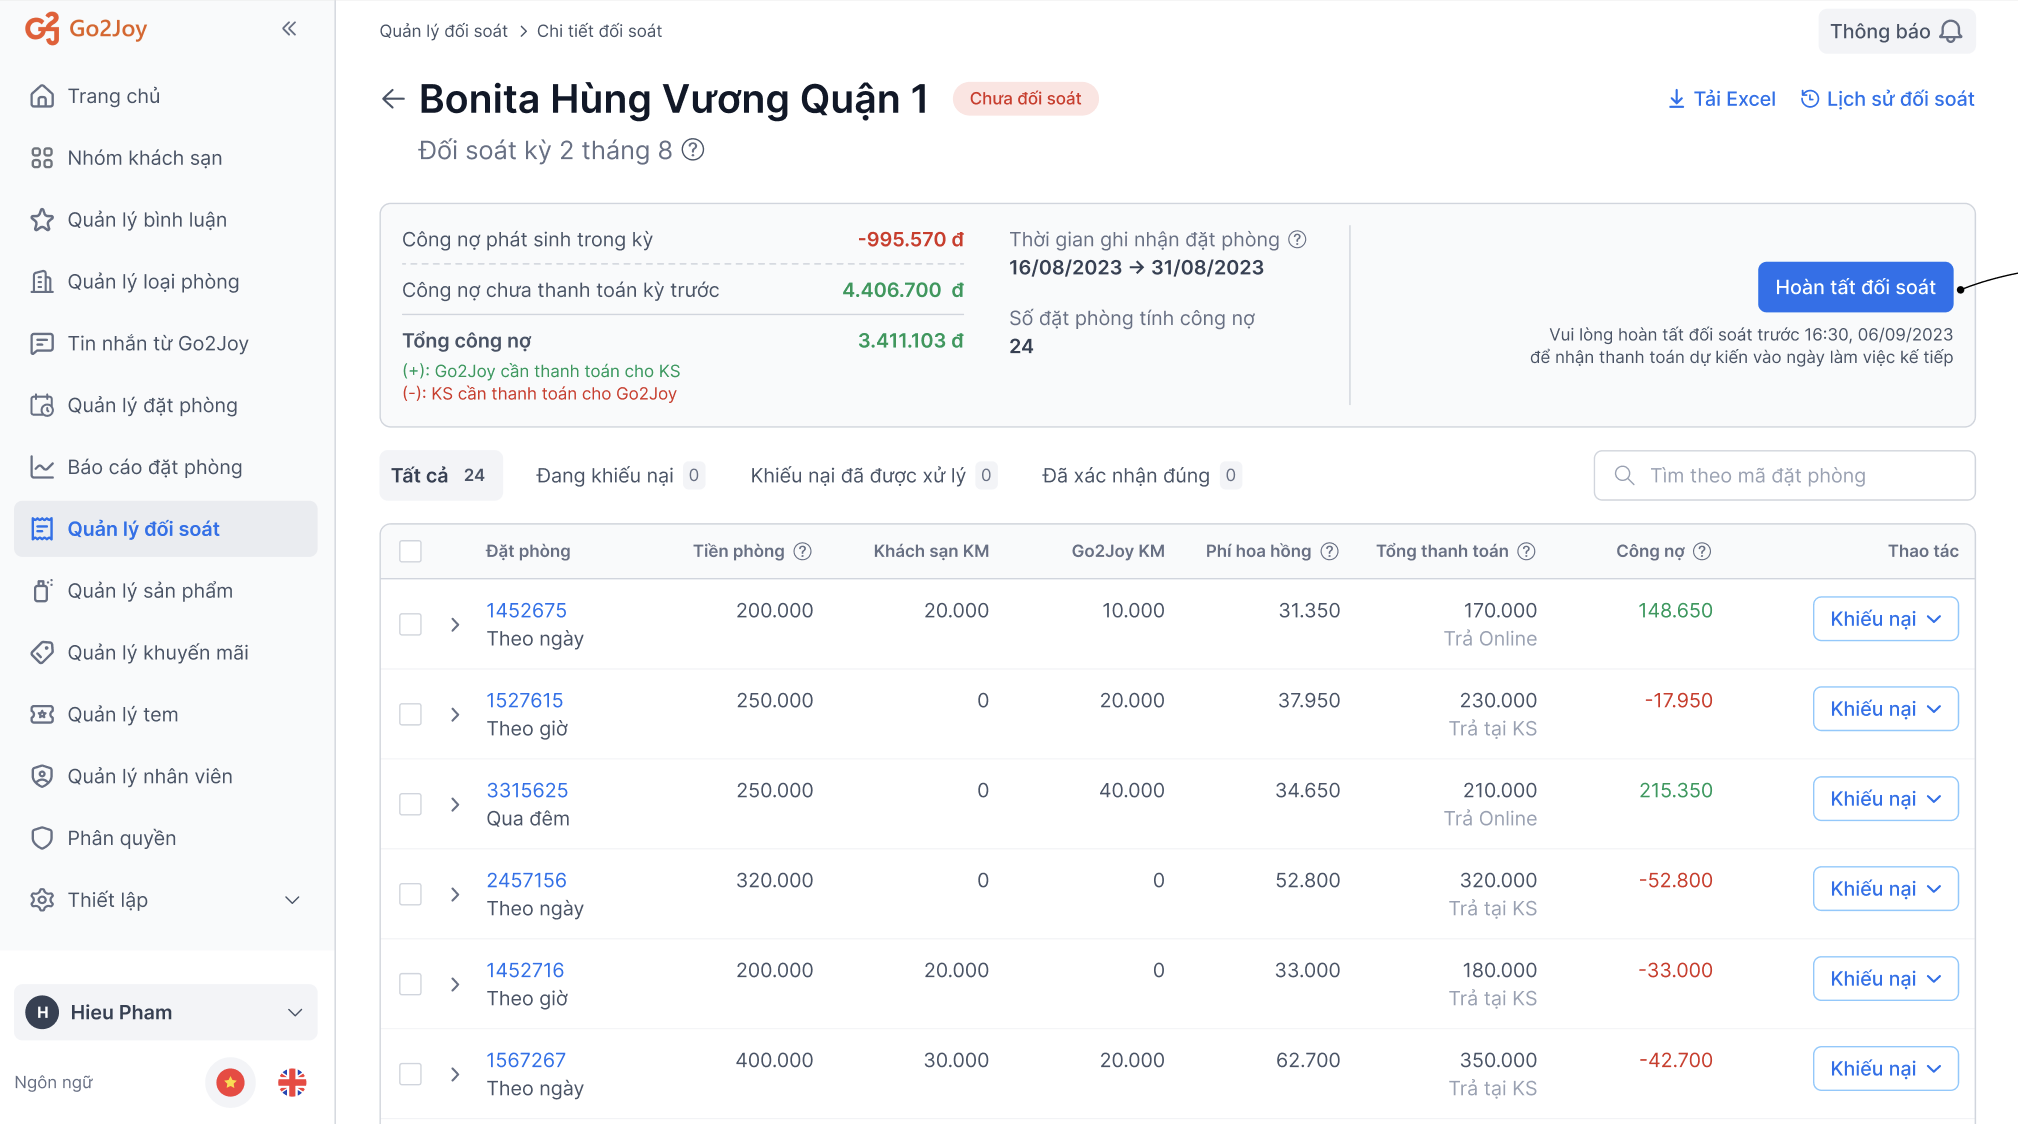 Go2Joy
Trang chủ
Nhóm khách sạn
Quản lý bình luận
Quản lý loại phòng
Tin nhắn từ Go2Joy
Quản lý đặt phòng
Báo cáo đặt phòng
Quản lý đối soát
Quản lý sản phẩm
Quản lý khuyến mãi
Quản lý tem
Quản lý nhân viên
Phân quyền
Thiết lập
H Hieu Pham
Ngôn ngữ
Quản lý đối soát > Chi tiết đối soát
Thông báo
Bonita Hùng Vương Quận 1 Chưa đối soát
Tải Excel Lịch sử đối soát
Đối soát kỳ 2 tháng 8
Công nợ phát sinh trong kỳ -995.570 đ
Công nợ chưa thanh toán kỳ trước 4.406.700 đ
Tổng công nợ 3.411.103 đ
(+): Go2Joy cần thanh toán cho KS
(-): KS cần thanh toán cho Go2Joy
Thời gian ghi nhận đặt phòng
16/08/2023 → 31/08/2023
Số đặt phòng tính công nợ
24
Hoàn tất đối soát
Vui lòng hoàn tất đối soát trước 16:30, 06/09/2023
để nhận thanh toán dự kiến vào ngày làm việc kế tiếp
Tất cả 24 Đang khiếu nại 0 Khiếu nại đã được xử lý 0 Đã xác nhận đúng 0
Tìm theo mã đặt phòng
Đặt phòng Tiền phòng Khách sạn KM Go2Joy KM Phí hoa hồng Tổng thanh toán Công nợ Thao tác
1452675 200.000 20.000 10.000 31.350 170.000 148.650 Khiếu nại
Theo ngày Trả Online
1527615 250.000 0 20.000 37.950 230.000 -17.950 Khiếu nại
Theo giờ Trả tại KS
3315625 250.000 0 40.000 34.650 210.000 215.350 Khiếu nại
Qua đêm Trả Online
2457156 320.000 0 0 52.800 320.000 -52.800 Khiếu nại
Theo ngày Trả tại KS
1452716 200.000 20.000 0 33.000 180.000 -33.000 Khiếu nại
Theo giờ Trả tại KS
1567267 400.000 30.000 20.000 62.700 350.000 -42.700 Khiếu nại
Theo ngày Trả tại KS